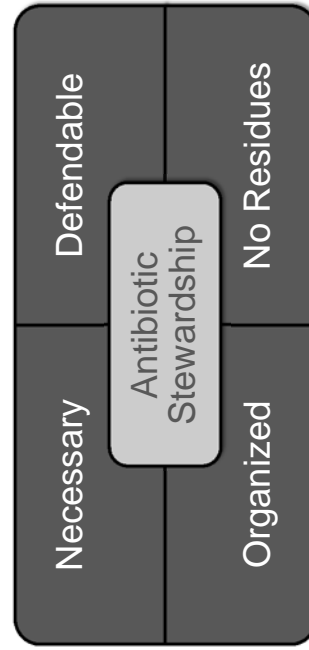 Necessary
Defendable
Antibiotic
Stewardship
Organized
No Residues